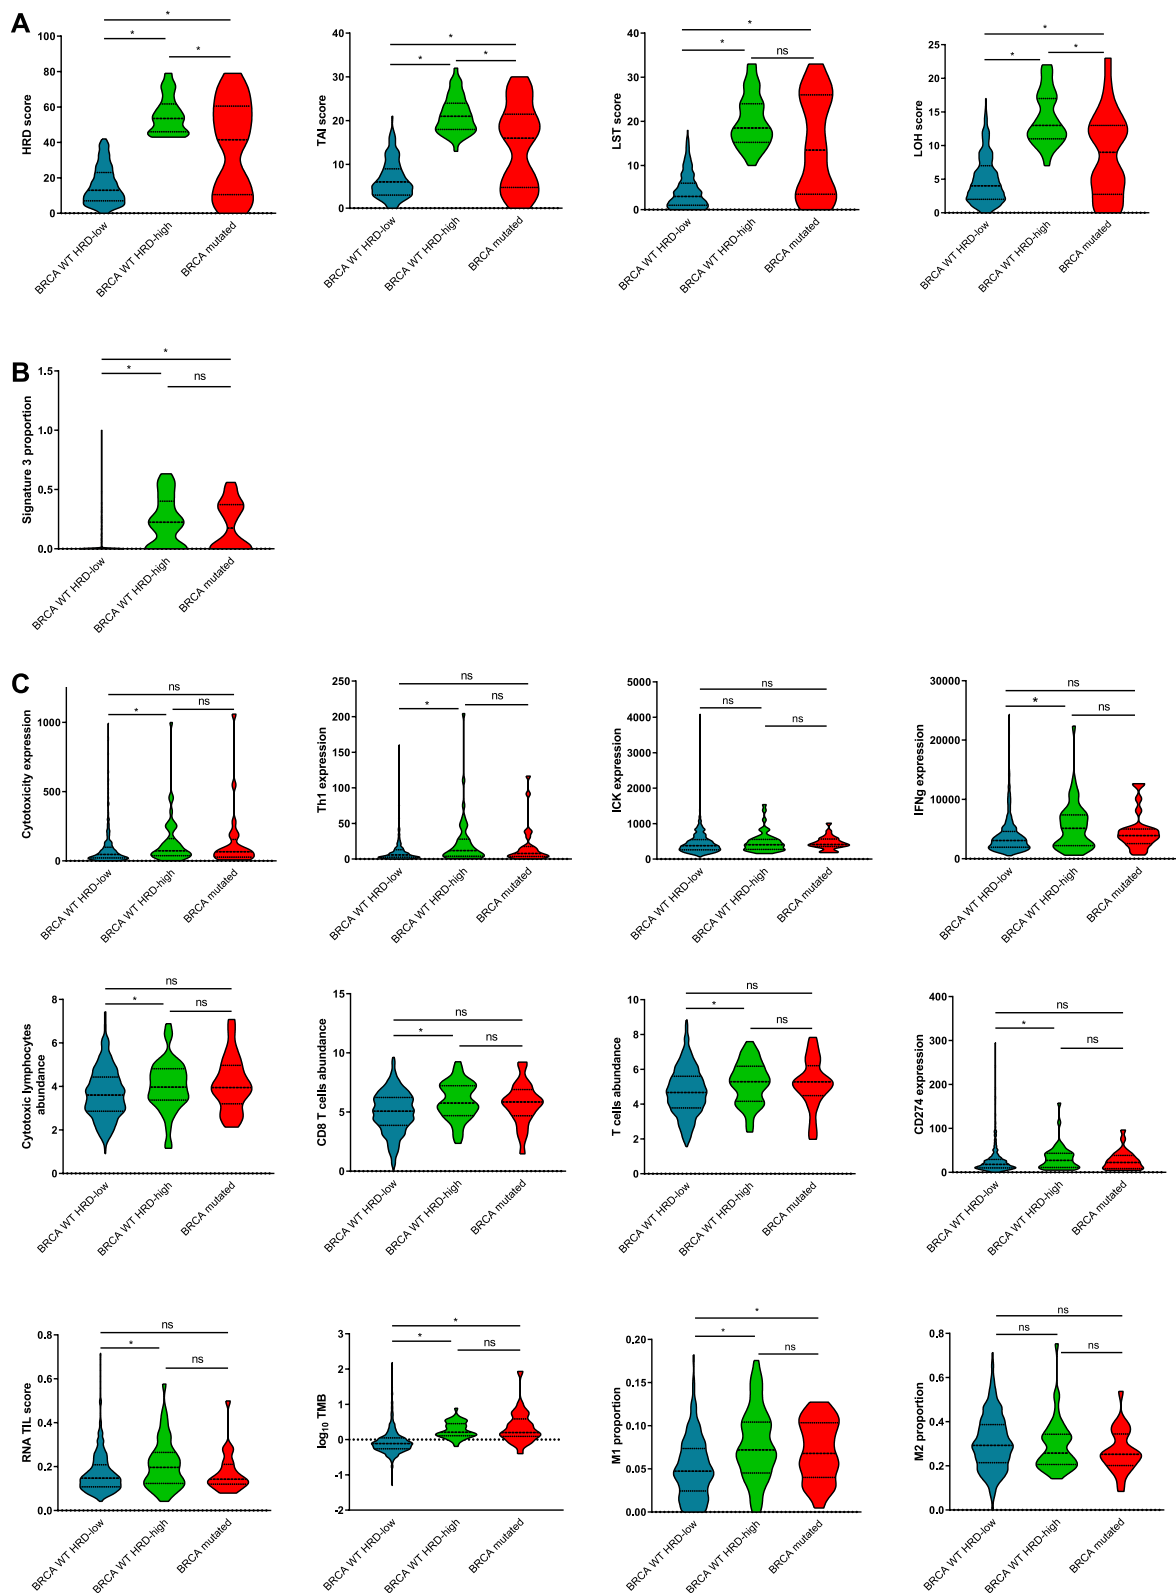 A
*
*
*
HRD score
100
80
60
40
20
0
BRCA WT HRD-low
BRCA WT HRD-high
BRCA mutated
*
*
*
TAI score
40
30
20
10
0
BRCA WT HRD-low
BRCA WT HRD-high
BRCA mutated
*
*
ns
LST score
40
30
20
10
0
BRCA WT HRD-low
BRCA WT HRD-high
BRCA mutated
*
*
*
LOH score
25
20
15
10
5
0
BRCA WT HRD-low
BRCA WT HRD-high
BRCA mutated
B
*
*
ns
Signature 3 proportion
1.5
1.0
0.5
0.0
BRCA WT HRD-low
BRCA WT HRD-high
BRCA mutated
C
ns
*
ns
Cytotoxicity expression
1000
500
0
BRCA WT HRD-low
BRCA WT HRD-high
BRCA mutated
ns
*
ns
Th1 expression
250
200
150
100
50
0
BRCA WT HRD-low
BRCA WT HRD-high
BRCA mutated
ns
ns
ns
ICK expression
5000
4000
3000
2000
1000
0
BRCA WT HRD-low
BRCA WT HRD-high
BRCA mutated
ns
*
ns
IFNg expression
30000
20000
10000
0
BRCA WT HRD-low
BRCA WT HRD-high
BRCA mutated
ns
*
ns
Cytotoxic lymphocytes
abundance
8
6
4
2
0
BRCA WT HRD-low
BRCA WT HRD-high
BRCA mutated
ns
*
ns
CD8 T cells abundance
15
10
5
0
BRCA WT HRD-low
BRCA WT HRD-high
BRCA mutated
ns
*
ns
T cells abundance
10
8
6
4
2
0
BRCA WT HRD-low
BRCA WT HRD-high
BRCA mutated
ns
*
ns
CD274 expression
400
300
200
100
0
BRCA WT HRD-low
BRCA WT HRD-high
BRCA mutated
ns
*
ns
RNA TIL score
0.8
0.6
0.4
0.2
0.0
BRCA WT HRD-low
BRCA WT HRD-high
BRCA mutated
*
*
ns
log10 TMB
3
2
1
0
-1
-2
BRCA WT HRD-low
BRCA WT HRD-high
BRCA mutated
*
*
ns
M1 proportion
0.20
0.15
0.10
0.05
0.00
BRCA WT HRD-low
BRCA WT HRD-high
BRCA mutated
ns
ns
ns
M2 proportion
0.8
0.6
0.4
0.2
0.0
BRCA WT HRD-low
BRCA WT HRD-high
BRCA mutated